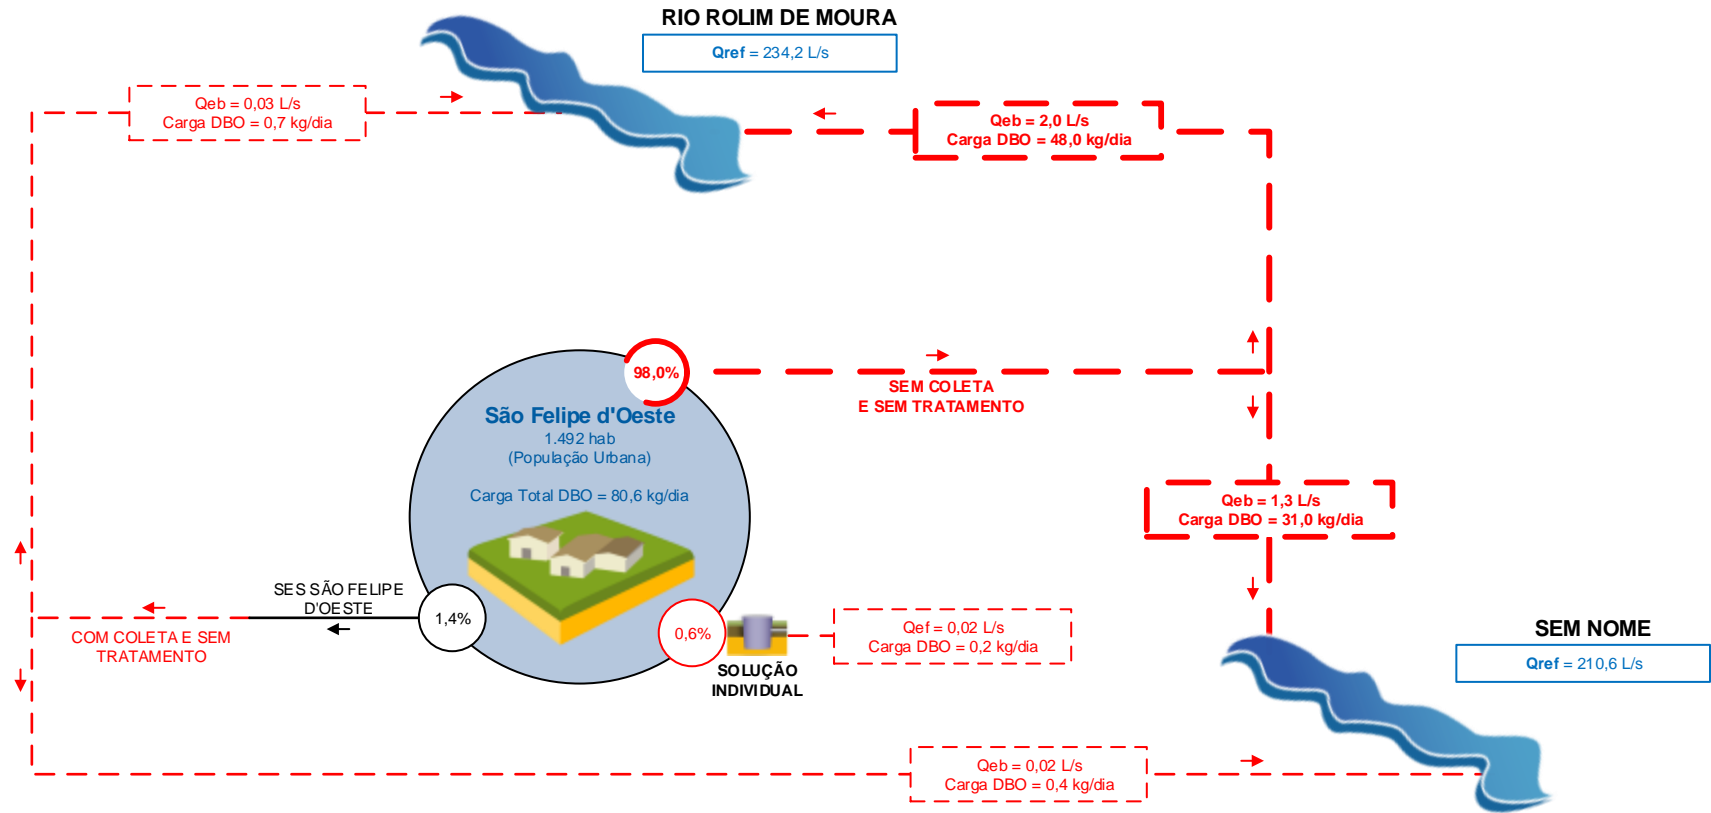 RIO ROLIM DE MOURA
Qref = 234,2 L/s
Qeb = 0,03 L/s
Carga DBO = 0,7 kg/dia
Qeb = 2,0 L/s
Carga DBO = 48,0 kg/dia
98,0%
SEM COLETA
E SEM TRATAMENTO
São Felipe d'Oeste
1.492 hab
(População Urbana)
Carga Total DBO = 80,6 kg/dia
Qeb = 1,3 L/s
Carga DBO = 31,0 kg/dia
SES SÃO FELIPE
D'OESTE
1,4%
COM COLETA E SEM
TRATAMENTO
0,6%
SOLUÇÃO
INDIVIDUAL
Qef = 0,02 L/s
Carga DBO = 0,2 kg/dia
SEM NOME
Qref = 210,6 L/s
Qeb = 0,02 L/s
Carga DBO = 0,4 kg/dia